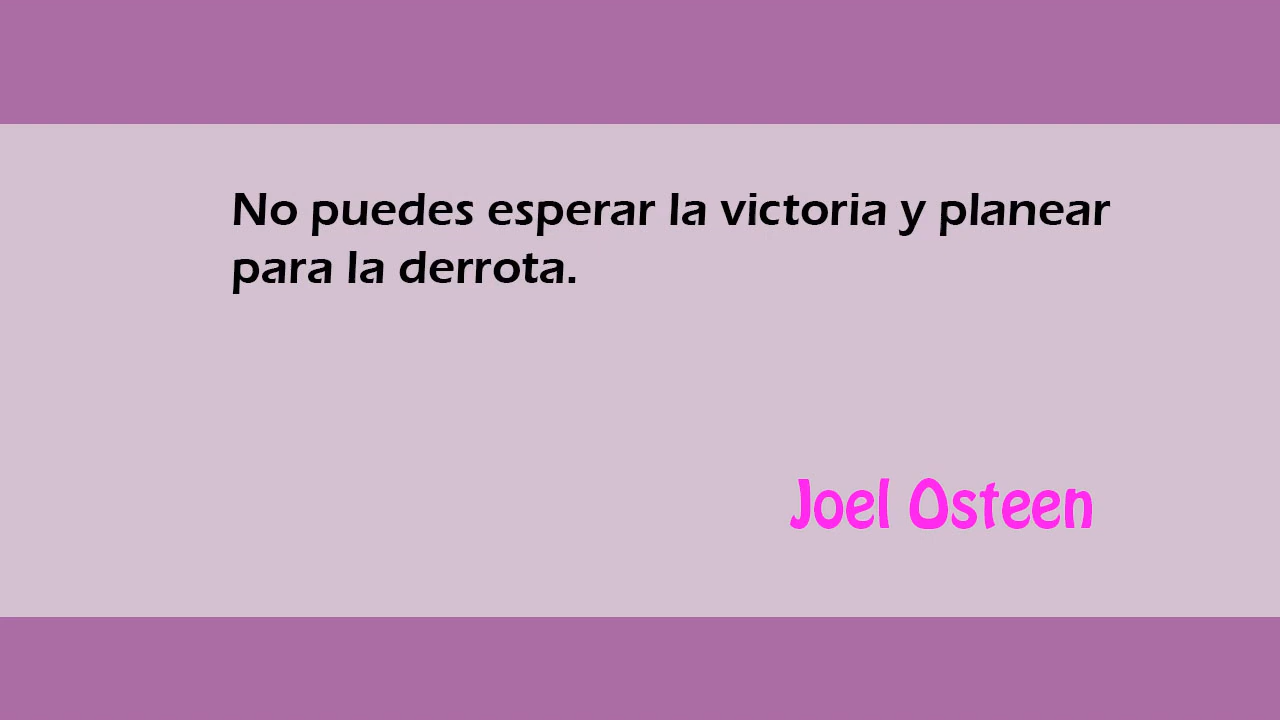 No puedes esperar la victoria y planear
para la derrota.
Joel Osteen